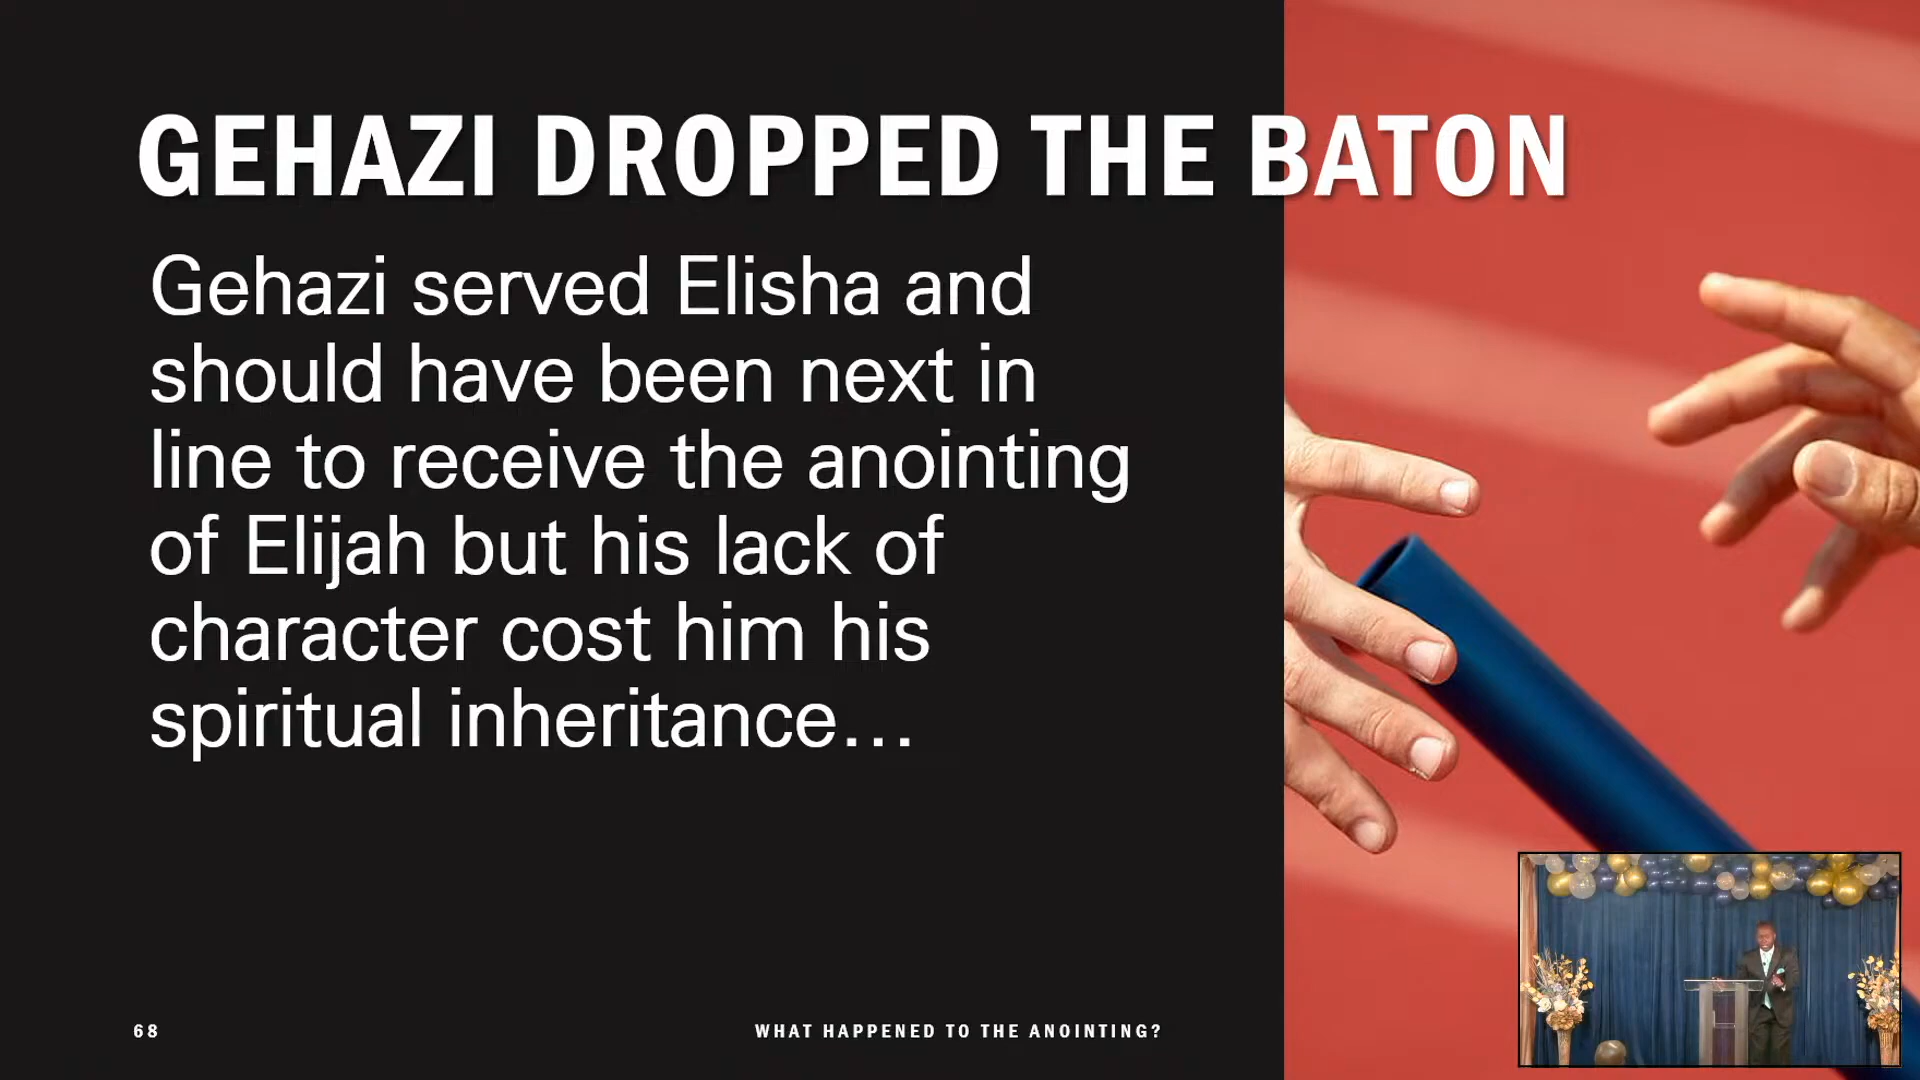 GEHAZI DROPPED THE BATON
Gehazi served Elisha and
should have been next in
line to receive the anointing
of Elijah but his lack of
character cost him his
spiritual inheritance…
68
WHAT HAPPENED TO THE ANOINTING?